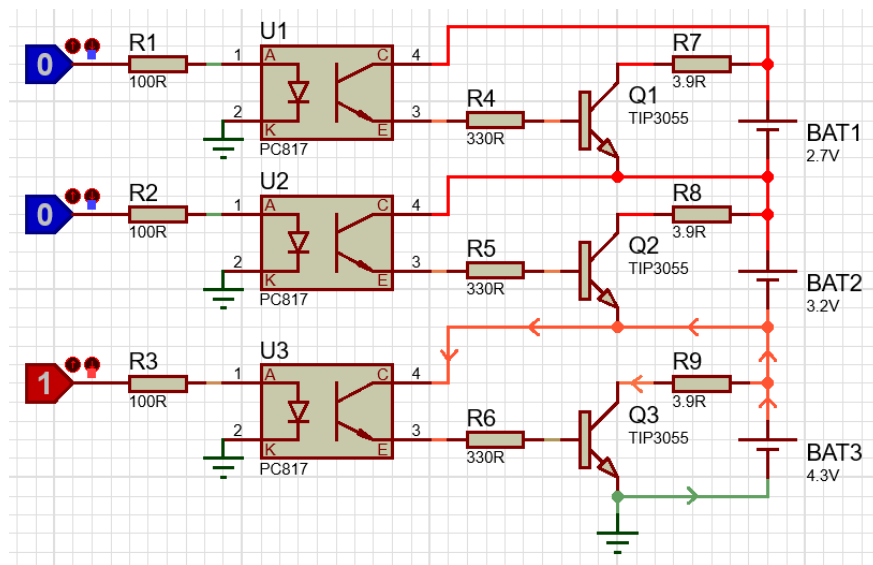 U1
R1
1
A
C
4
R7
0
100R
3.9R
Q1
2
K
E
3
R4
TIP3055
BAT1
PC817
330R
2.7V
U2
R2
1
A
C
4
R8
0
100R
3.9R
Q2
2
K
E
3
R5
TIP3055
BAT2
PC817
330R
3.2V
U3
R3
1
A
C
4
R9
1
100R
3.9R
Q3
2
K
E
3
R6
TIP3055
BAT3
PC817
330R
4.3V